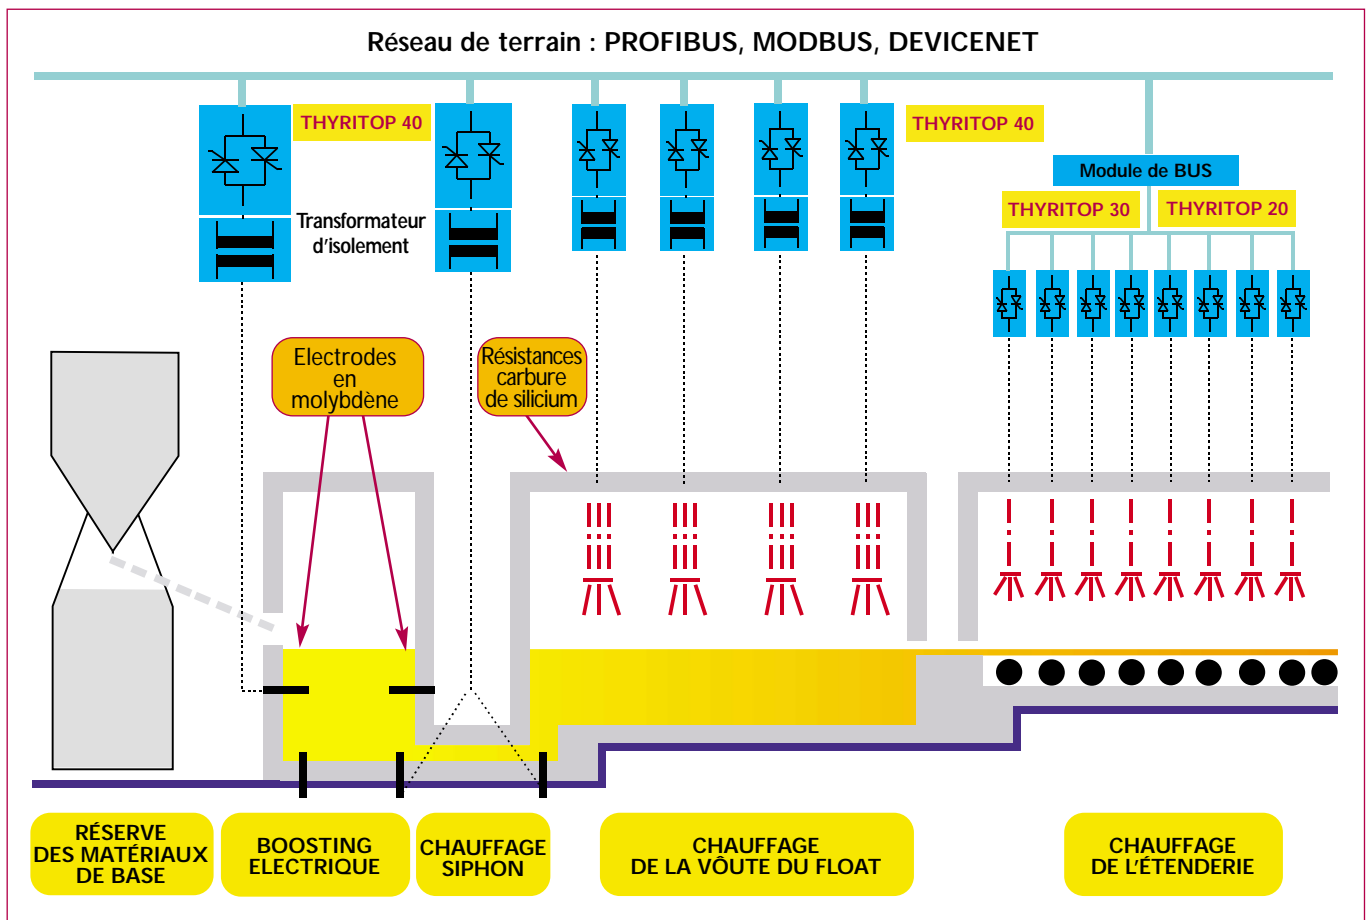 Réseau de terrain : PROFIBUS, MODBUS, DEVICENET
THYRITOP 40
THYRITOP 40
Module de BUS
THYRITOP 30
THYRITOP 20
Transformateur
d'isolement
Electrodes
en
molybdène
Résistances
carbure
de silicium
RÉSERVE
DES MATÉRIAUX
DE BASE
BOOSTING
ELECTRIQUE
CHAUFFAGE
SIPHON
CHAUFFAGE
DE LA VÔUTE DU FLOAT
CHAUFFAGE
DE L'ÉTENDERIE